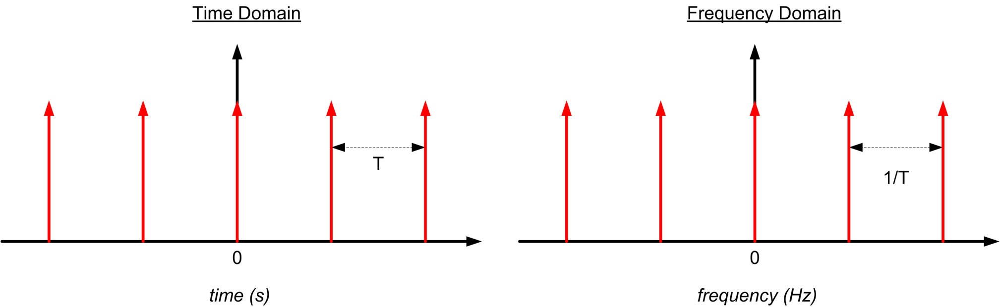 Time Domain
T
0
time (s)
Frequency Domain
1/T
0
frequency (Hz)